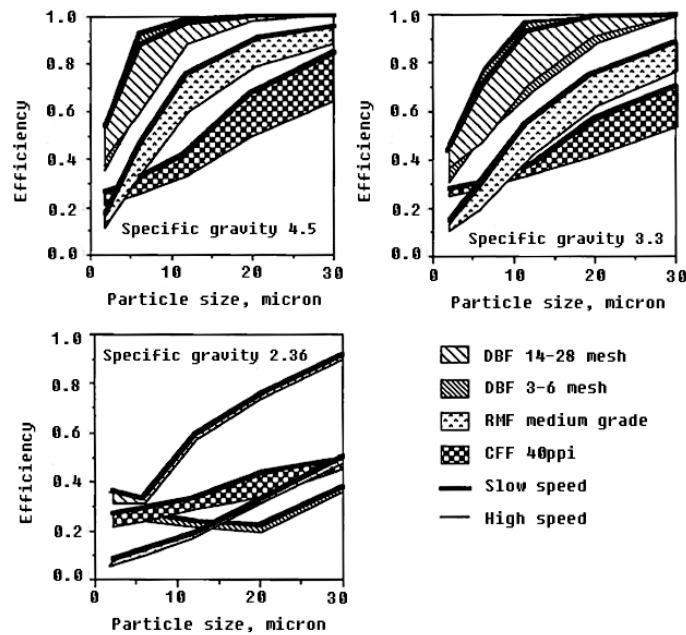 1.0
0.8
0.6
0.4
0.2
0.0
Efficiency
Specific gravity 4.5
0 10 20 30
Particle size, micron
1.0
0.8
0.6
0.4
0.2
0.0
Efficiency
Specific gravity 3.3
0 10 20 30
Particle size, micron
1.0
0.8
0.6
0.4
0.2
0.0
Efficiency
Specific gravity 2.36
0 10 20 30
Particle size, micron
DBF 14-28 mesh
DBF 3-6 mesh
RMF medium grade
CFF 40ppi
Slow speed
High speed